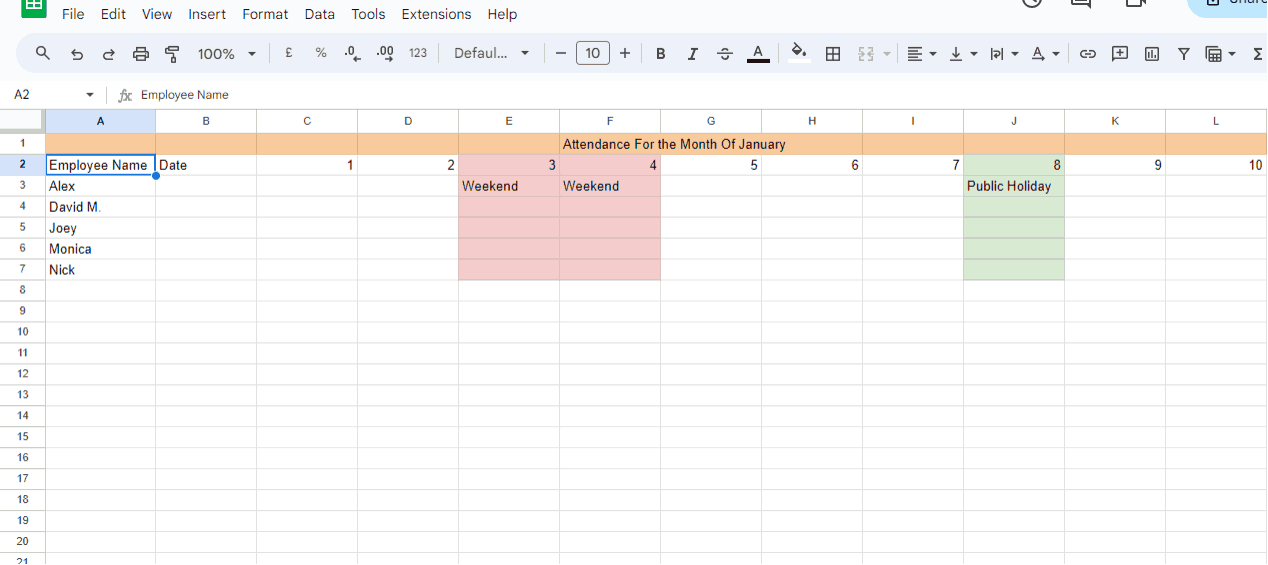 Share
File Edit View Insert Format Data Tools Extensions Help
100% £ % .0 .00 123 Defaul... 10 B I A A Σ
A2 fx Employee Name
A B C D E F G H I J K L
1 Attendance For the Month Of January
2 Employee Name Date 1 2 3 4 5 6 7 8 9 10
3 Alex Weekend Weekend Public Holiday
4 David M.
5 Joey
6 Monica
7 Nick
8
9
10
11
12
13
14
15
16
17
18
19
20
21